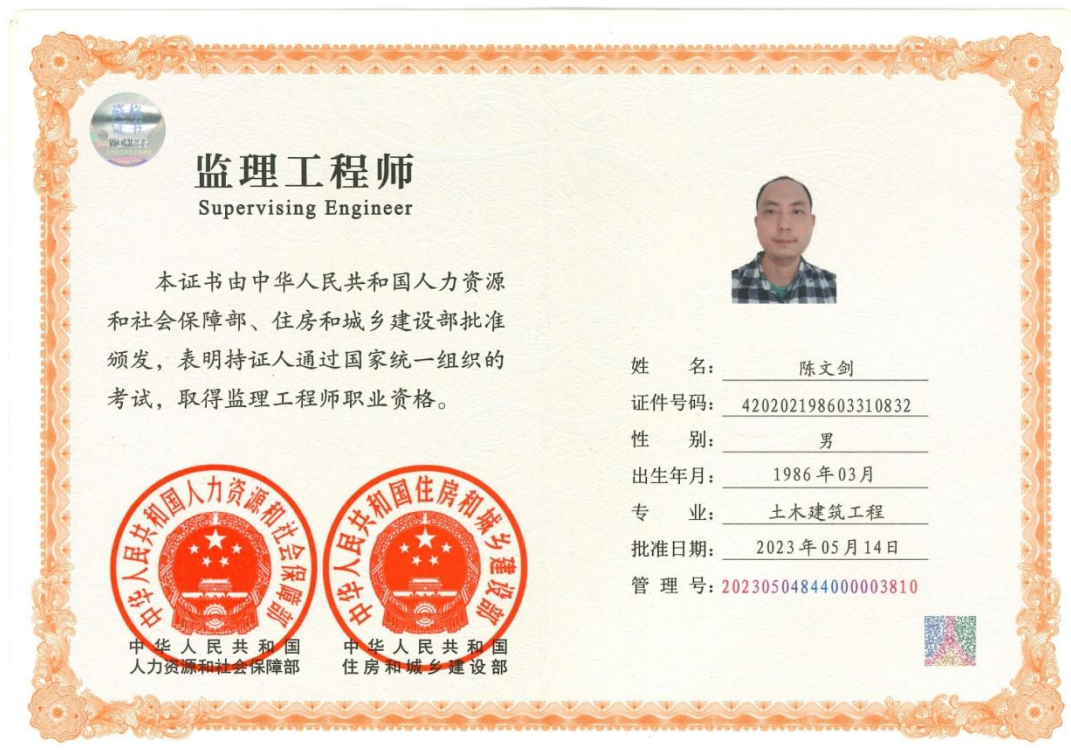 资格
证书
监理工程师
Supervising Engineer
本证书由中华人民共和国人力资源
和社会保障部、住房和城乡建设部批准
颁发，表明持证人通过国家统一组织的
考试，取得监理工程师职业资格。
中华人民共和国人力资源和社会保障部
中华人民共和国
人力资源和社会保障部
中华人民共和国住房和城乡建设部
中华人民共和国
住房和城乡建设部
姓名：陈文剑
证件号码：420202198603310832
性别：男
出生年月：1986年03月
专业：土木建筑工程
批准日期：2023年05月14日
管理号：20230504844000003810